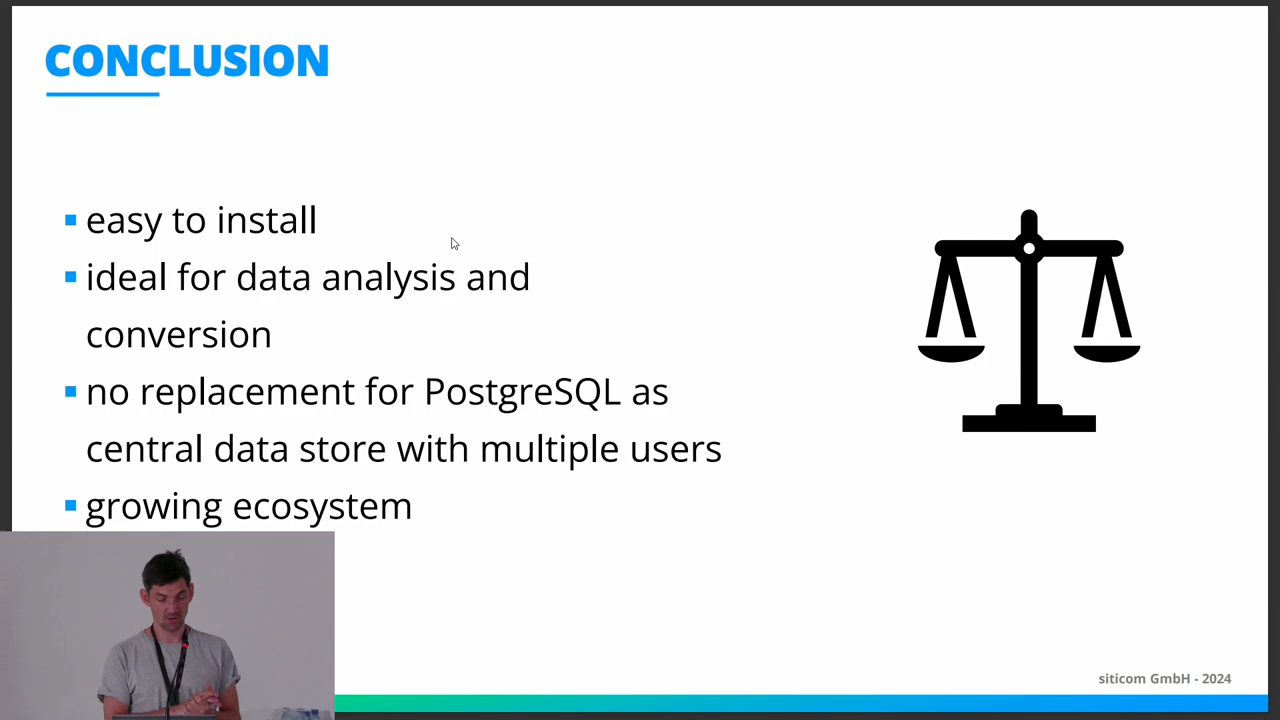 CONCLUSION
easy to install
ideal for data analysis and
conversion
no replacement for PostgreSQL as
central data store with multiple users
growing ecosystem
siticom GmbH - 2024